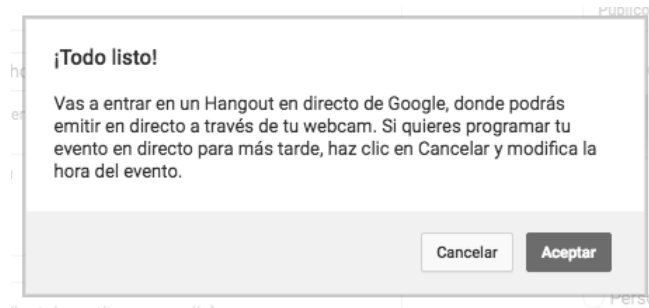 Público
¡Todo listo!
Vas a entrar en un Hangout en directo de Google, donde podrás
emitir en directo a través de tu webcam. Si quieres programar tu
evento en directo para más tarde, haz clic en Cancelar y modifica la
hora del evento.
Cancelar
Aceptar